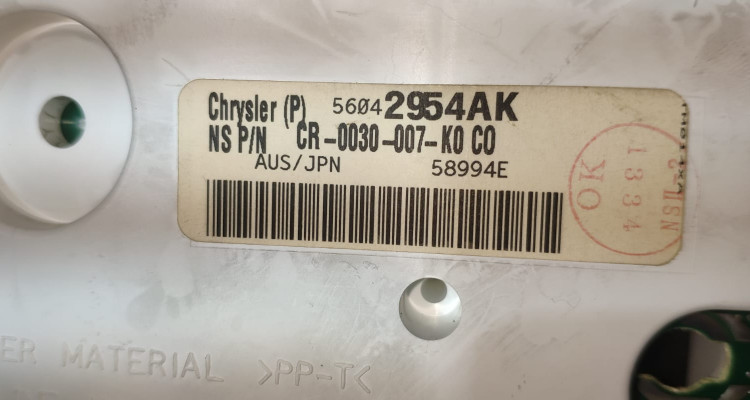 Chrysler (P) 56042954AK
NS P/N CR-0030-007-K0 C0
AUS/JPN 58994E
OK
1334
ER MATERIAL >PP-T<